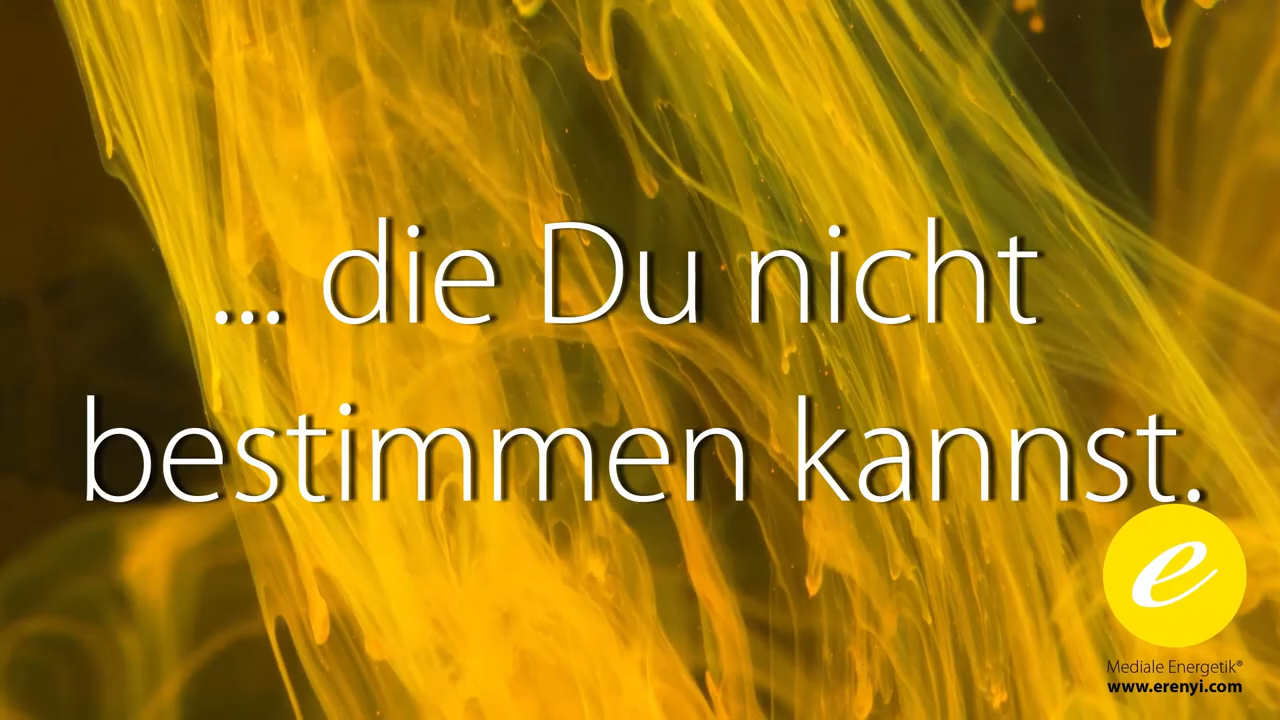 ... die Du nicht
bestimmen kannst.
e
Mediale Energetik®
www.erenyi.com